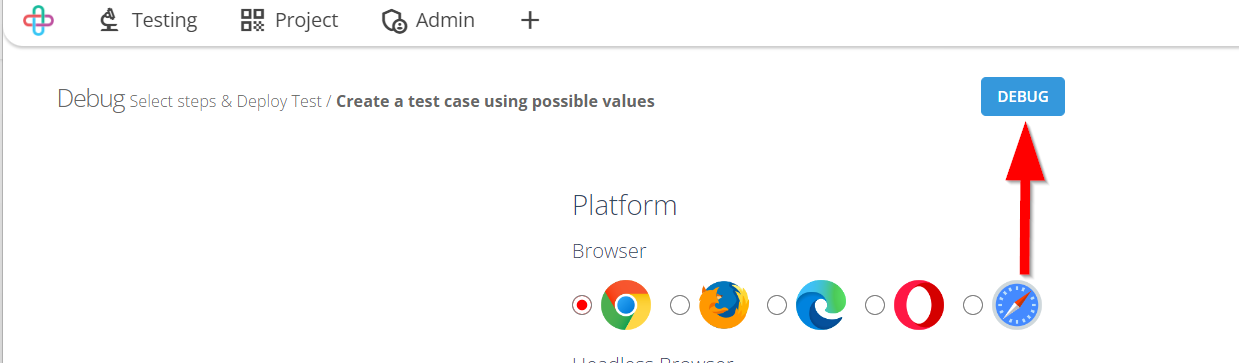 Testing Project Admin
Debug Select steps & Deploy Test / Create a test case using possible values DEBUG
Platform
Browser
Headless Browser